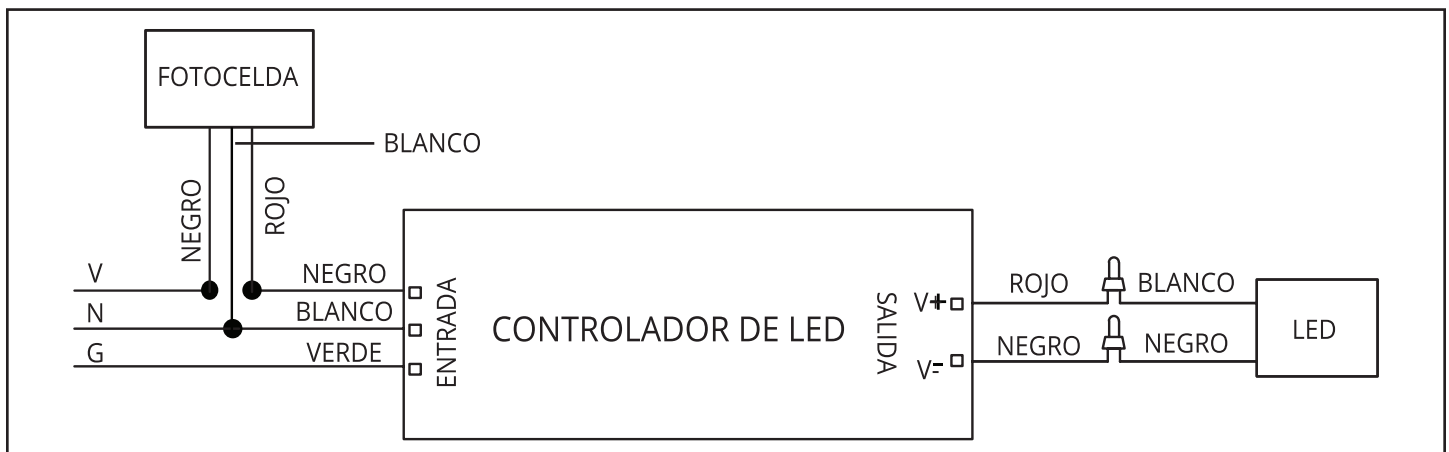 FOTOCELDA
BLANCO
NEGRO
ROJO
V
NEGRO
N
BLANCO
G
VERDE
ENTRADA
CONTROLADOR DE LED
SALIDA
V+
V-
ROJO
BLANCO
NEGRO
NEGRO
LED